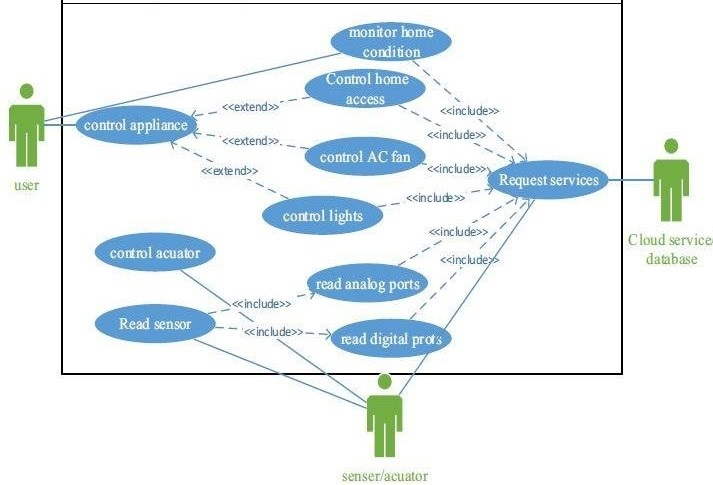 monitor home
condition
Control home
access
<<extend>>
<<include>>
control appliance
<<include>>
<<extend>>
control AC fan
<<include>>
<<extend>>
Request services
user
<<include>>
control lights
<<include>>
Cloud service
database
control acuator
<<include>>
read analog ports
<<include>>
Read sensor
<<include>>
read digital prots
senser/acuator